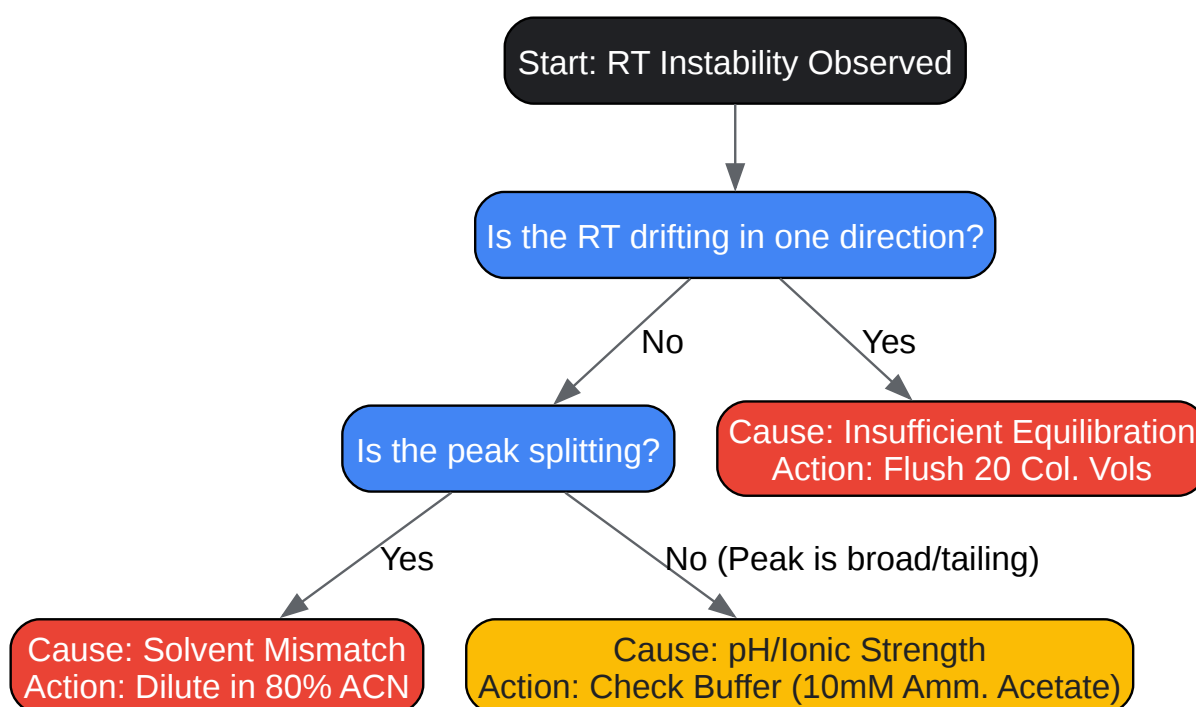 Start: RT Instability Observed
Is the RT drifting in one direction?
No
Yes
Is the peak splitting?
Cause: Insufficient Equilibration
Action: Flush 20 Col. Vols
Yes
No (Peak is broad/tailing)
Cause: Solvent Mismatch
Action: Dilute in 80% ACN
Cause: pH/Ionic Strength
Action: Check Buffer (10mM Amm. Acetate)